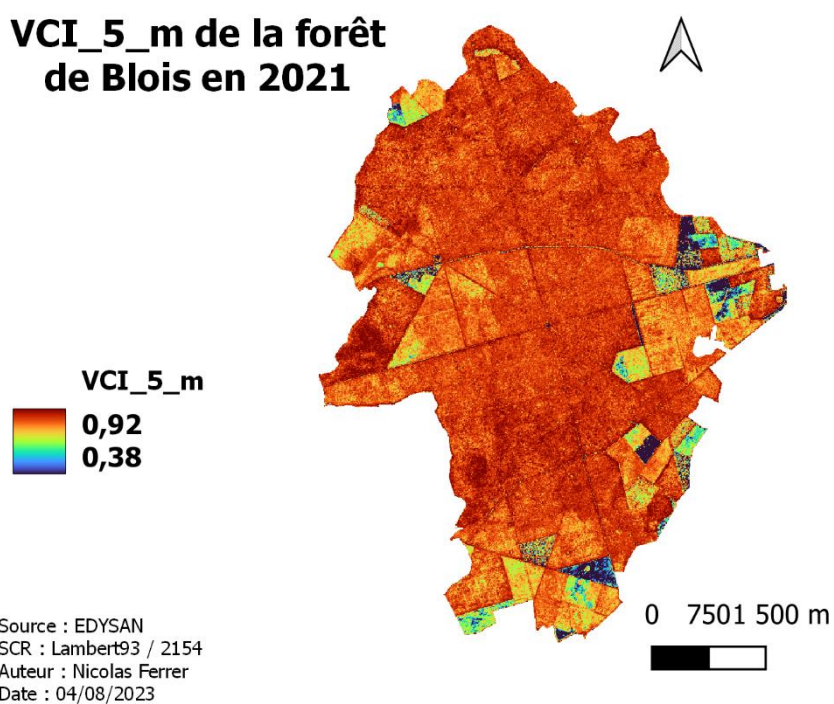 VCI_5_m de la forêt
de Blois en 2021
VCI_5_m
0,92
0,38
0 7501 500 m
Source : EDYSAN
SCR : Lambert93 / 2154
Auteur : Nicolas Ferrer
Date : 04/08/2023